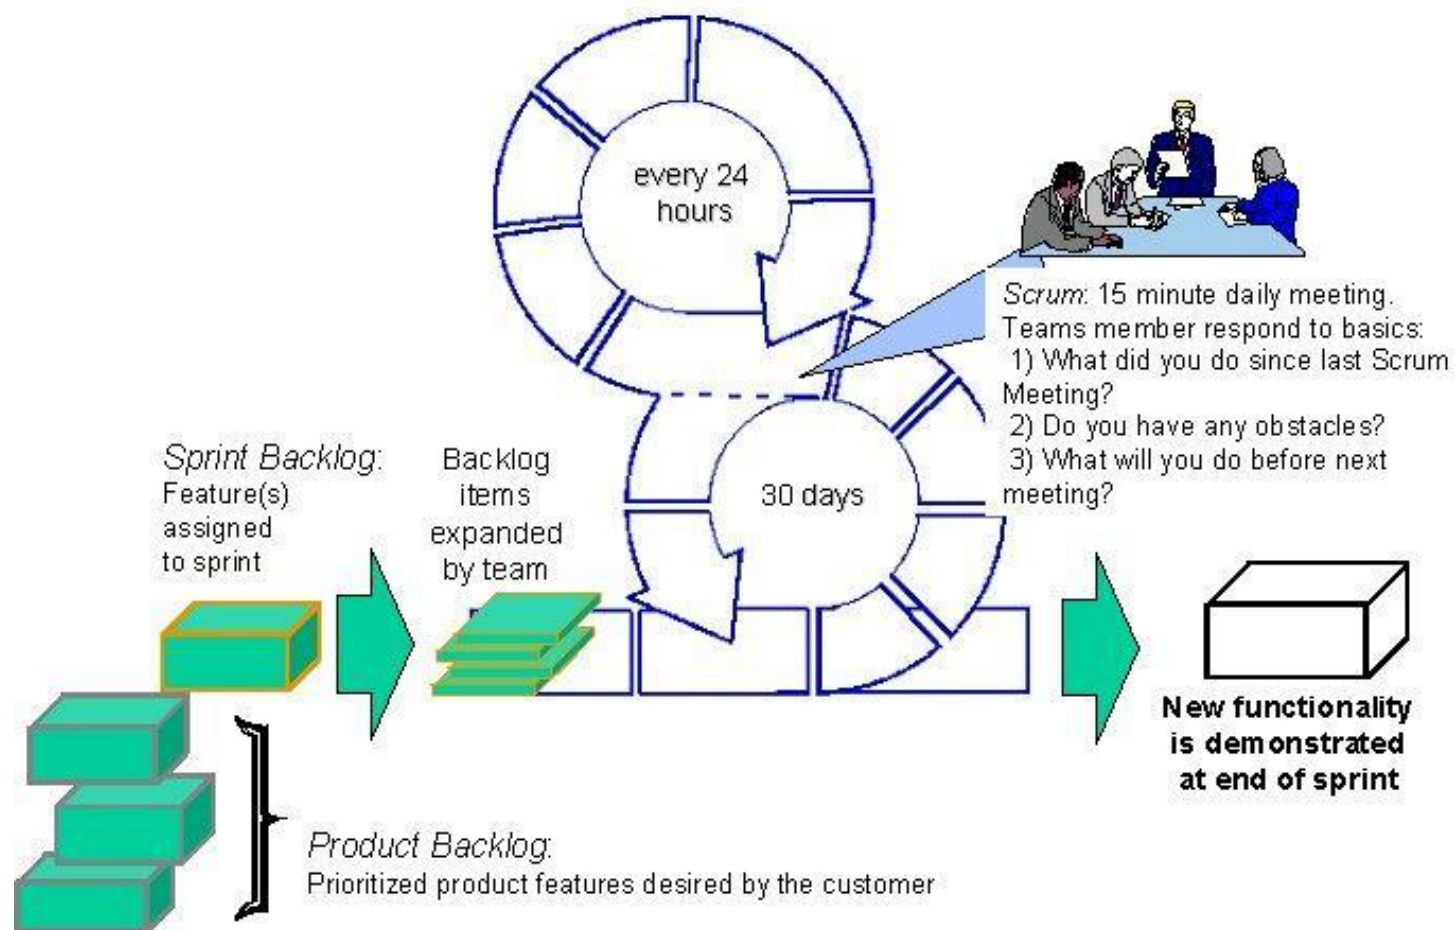 every 24
hours
Scrum: 15 minute daily meeting.
Teams member respond to basics:
1) What did you do since last Scrum
Meeting?
2) Do you have any obstacles?
3) What will you do before next
meeting?
30 days
Sprint Backlog:
Feature(s)
assigned
to sprint
Backlog
items
expanded
by team
New functionality
is demonstrated
at end of sprint
Product Backlog:
Prioritized product features desired by the customer